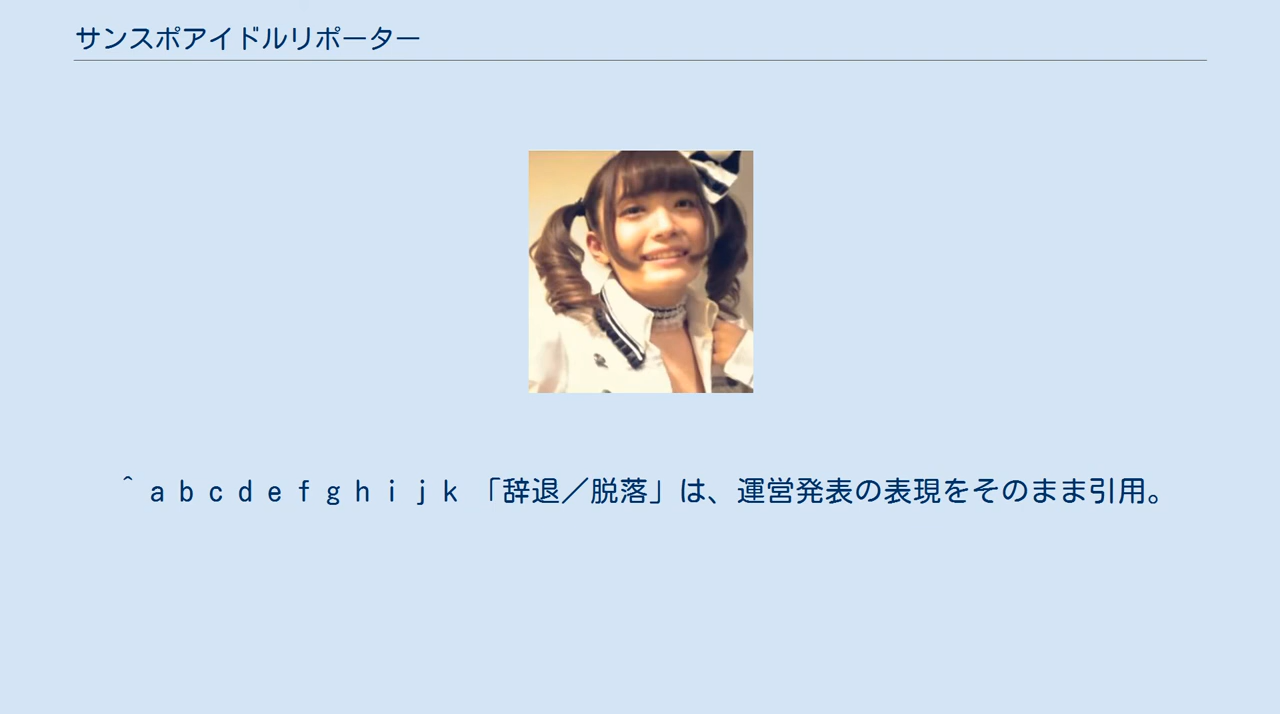 サンスポアイドルリポーター
＾ａｂｃｄｅｆｇｈｉｊｋ「辞退／脱落」は、運営発表の表現をそのまま引用。